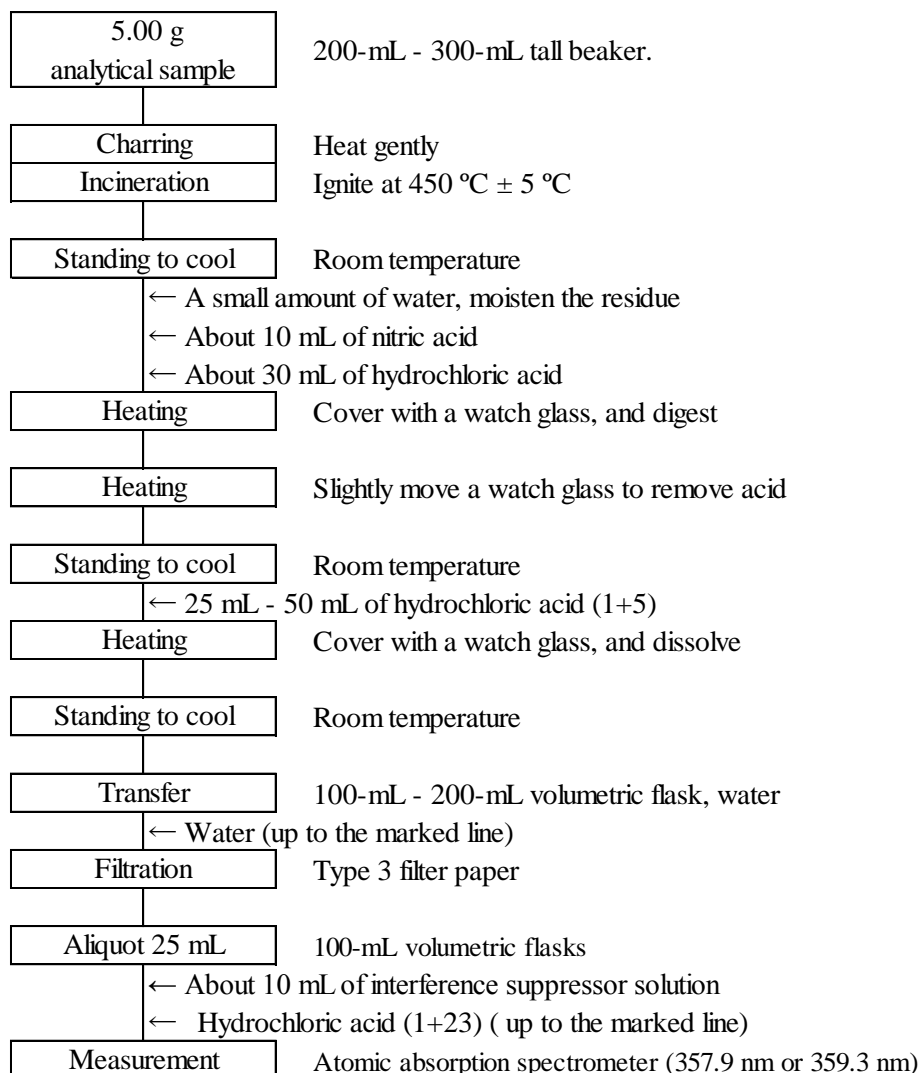 5.00 g
analytical sample
200-mL - 300-mL tall beaker.
Charring
Heat gently
Incineration
Ignite at 450 ºC ± 5 ºC
Standing to cool
Room temperature
← A small amount of water, moisten the residue
← About 10 mL of nitric acid
← About 30 mL of hydrochloric acid
Heating
Cover with a watch glass, and digest
Heating
Slightly move a watch glass to remove acid
Standing to cool
Room temperature
← 25 mL - 50 mL of hydrochloric acid (1+5)
Heating
Cover with a watch glass, and dissolve
Standing to cool
Room temperature
Transfer
100-mL - 200-mL volumetric flask, water
← Water (up to the marked line)
Filtration
Type 3 filter paper
Aliquot 25 mL
100-mL volumetric flasks
← About 10 mL of interference suppressor solution
← Hydrochloric acid (1+23) ( up to the marked line)
Measurement
Atomic absorption spectrometer (357.9 nm or 359.3 nm)